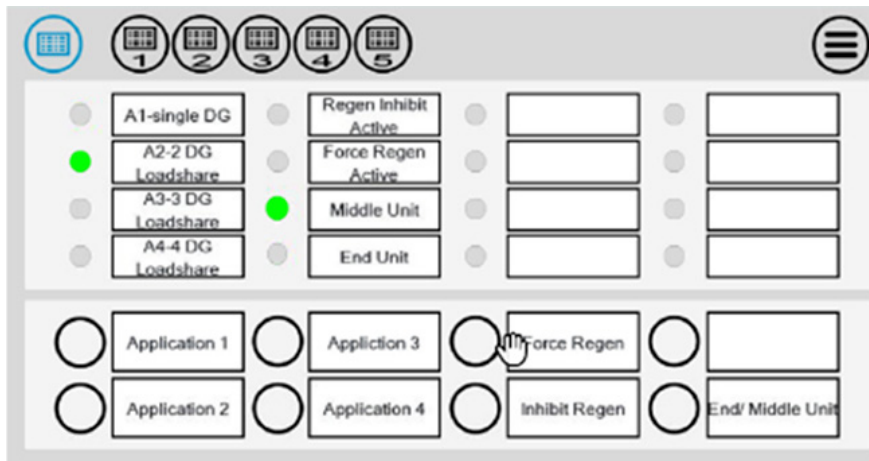 1 2 3 4 5
A1-single DG
Regen Inhibit
Active
A2-2 DG
Loadshare
Force Regen
Active
A3-3 DG
Loadshare
Middle Unit
A4-4 DG
Loadshare
End Unit
Application 1
Appliction 3
Force Regen
Application 2
Application 4
Inhibit Regen
End/ Middle Unit